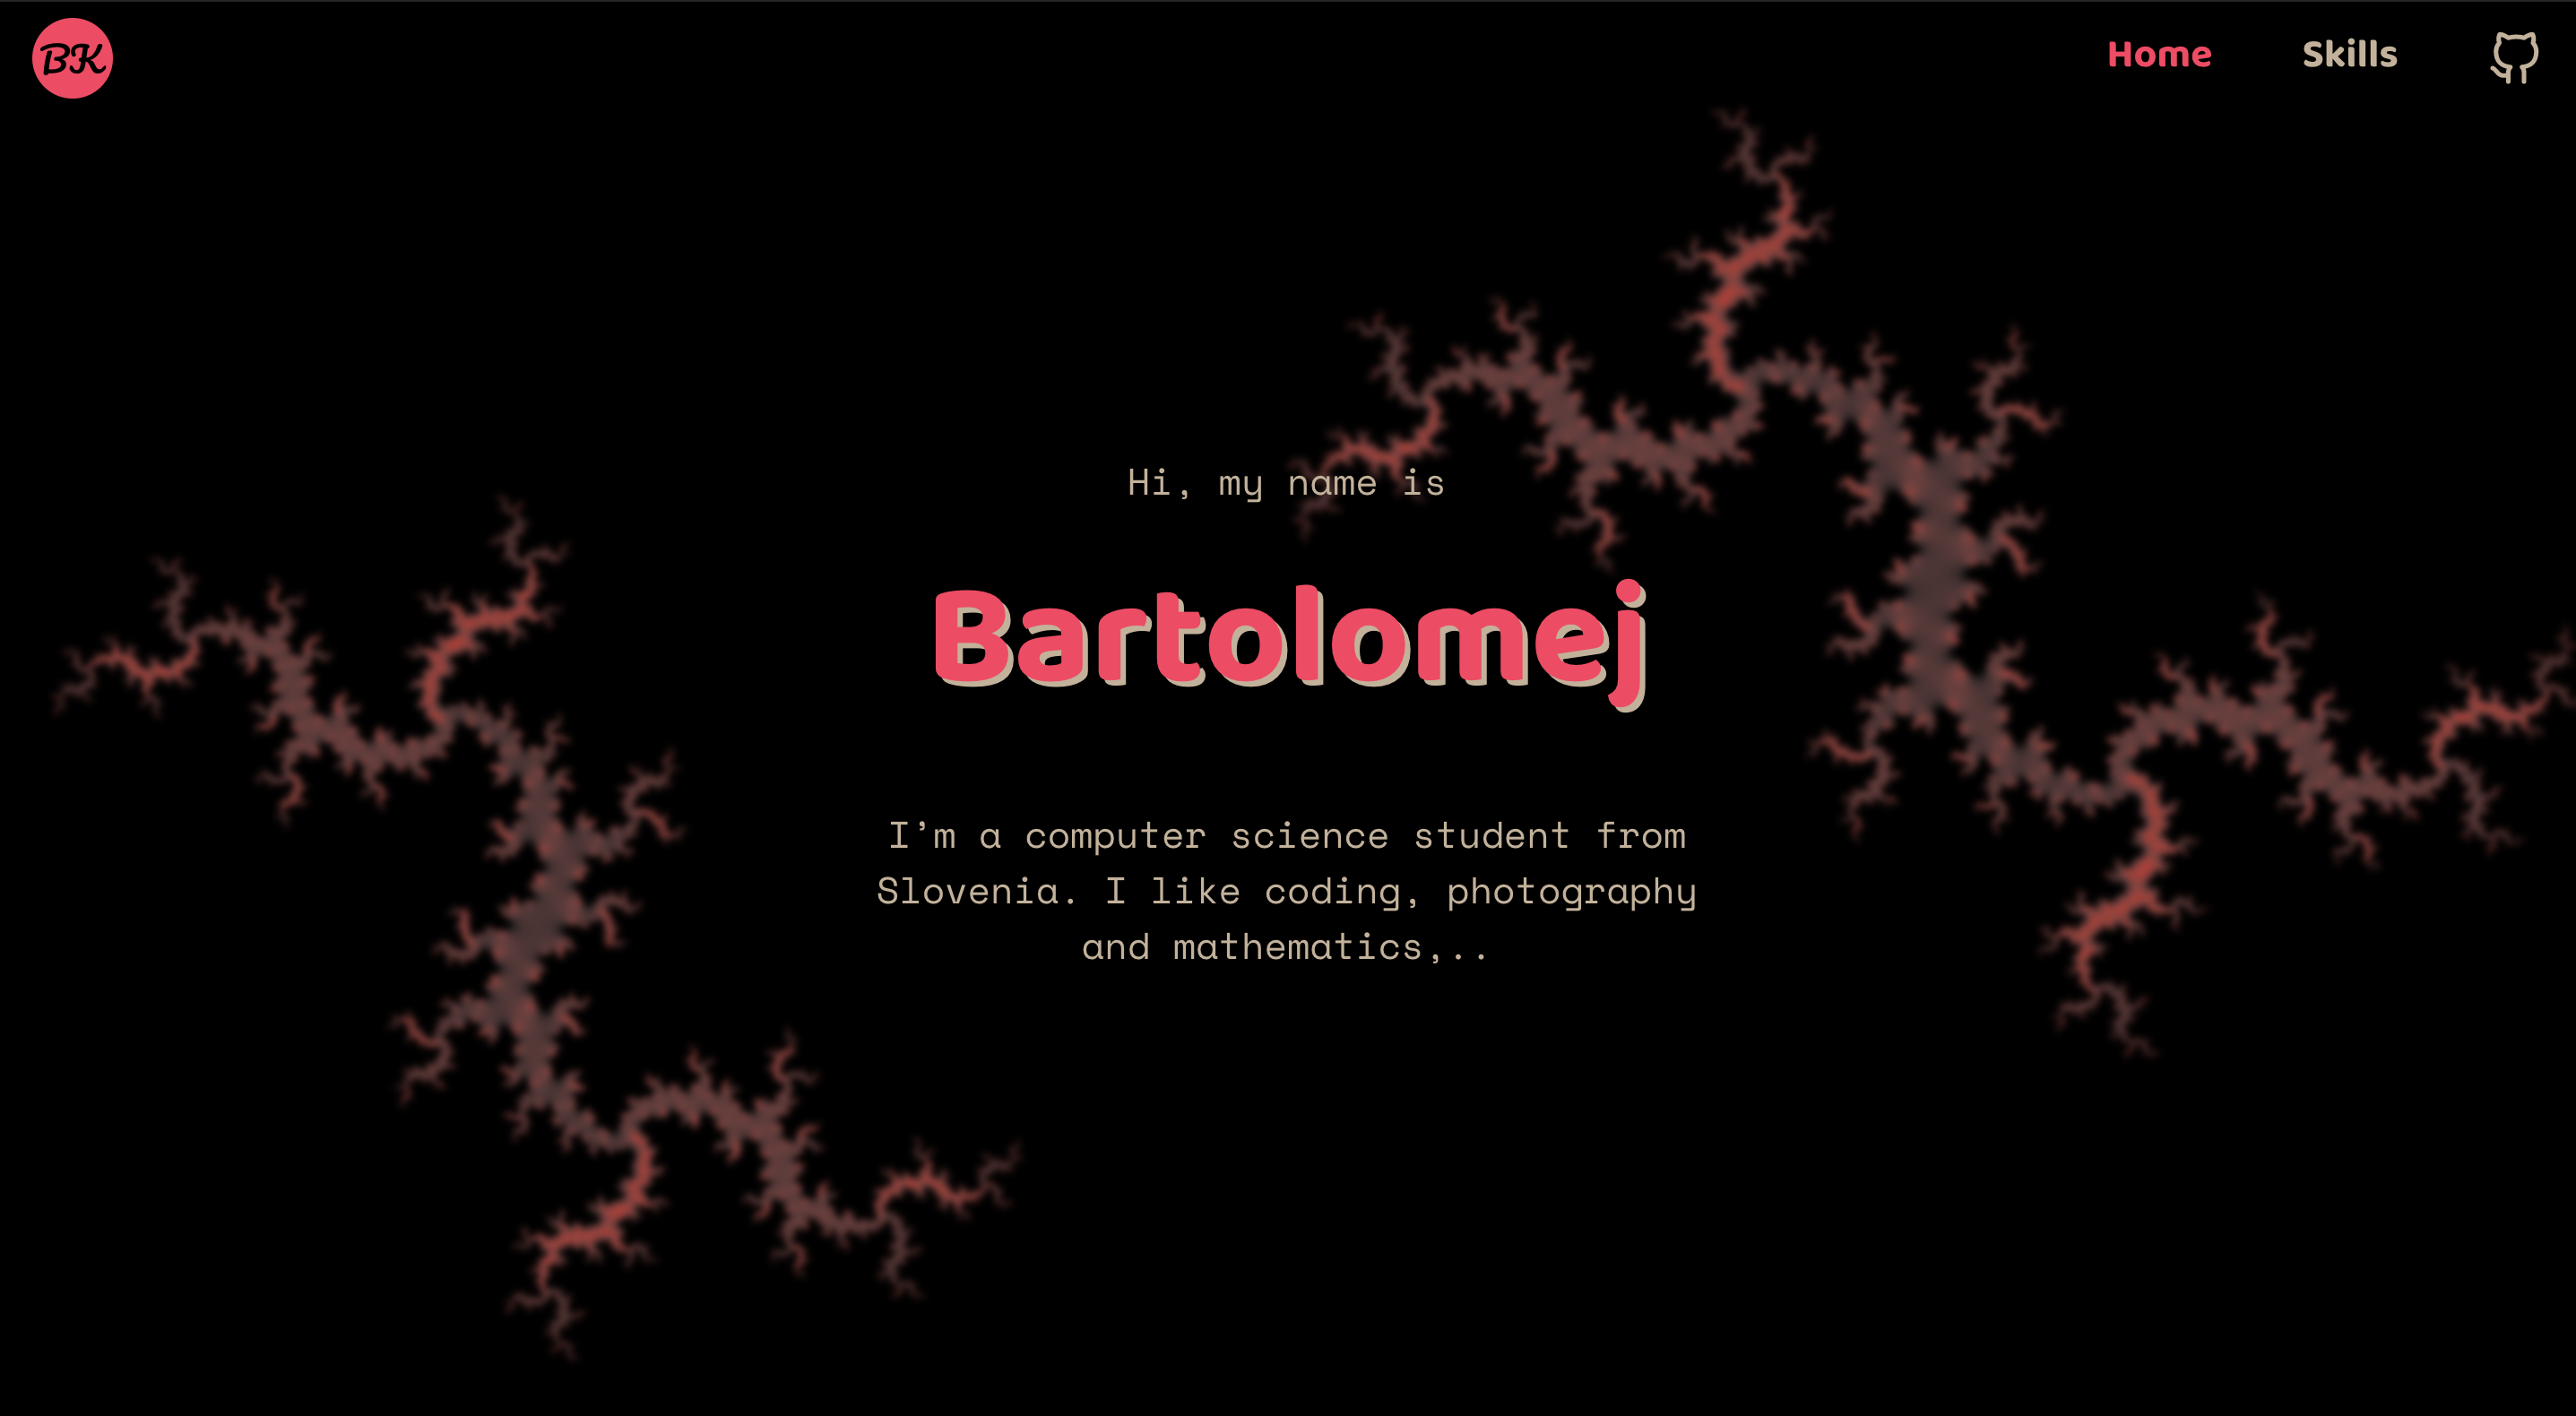 BK
Home
Skills
Hi, my name is
Bartolomej
I’m a computer science student from
Slovenia. I like coding, photography
and mathematics,..